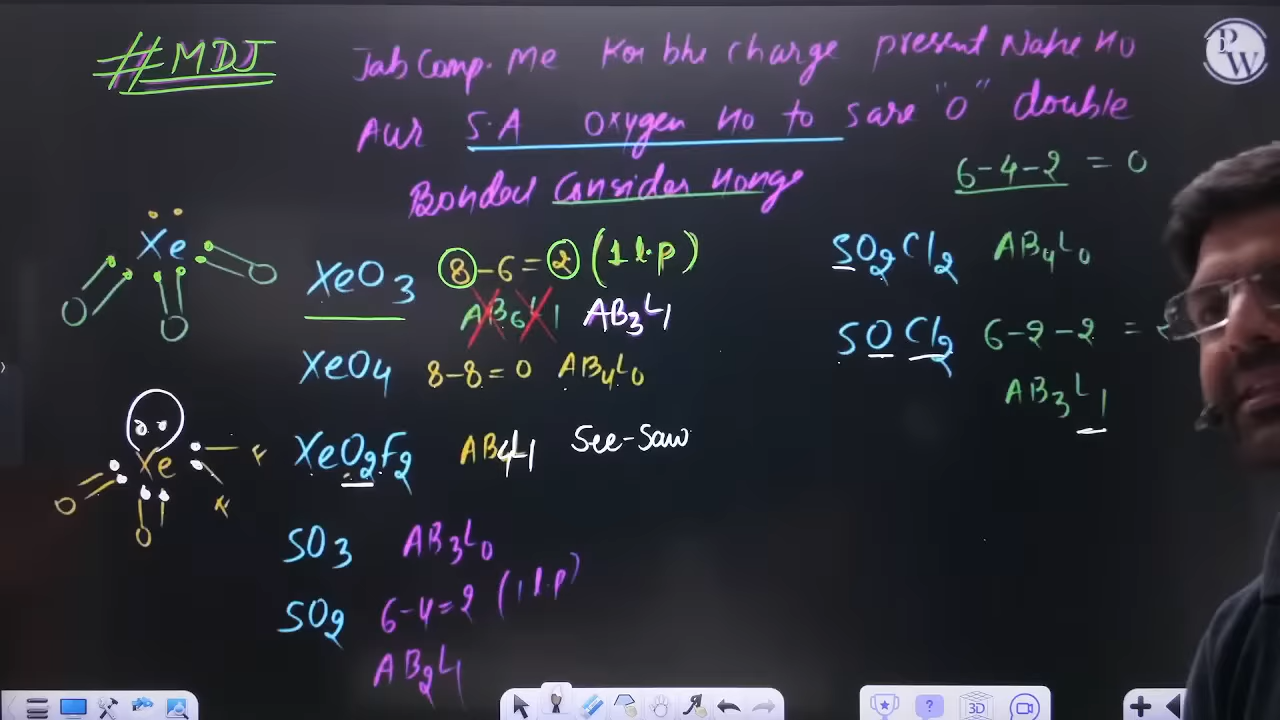 #MDJ
Jab Comp. Me Koi bhi charge present Nahi Ho
Aur S.A Oxygen Ho to Sare "O" double
Bonded Consider Honge
6-4-2 = 0
Xe
O O O
XeO3 8-6=2 (1 l.p)
AB6L1 AB3L1
XeO4 8-8=0 AB4L0
XeO2F2 AB4L1 See-Saw
Xe F
O O F
SO3 AB3L0
SO2 6-4=2 (1 l.p)
AB2L1
SO2Cl2 AB4L0
SOCl2 6-2-2 =
AB3L1
PW
?
3D